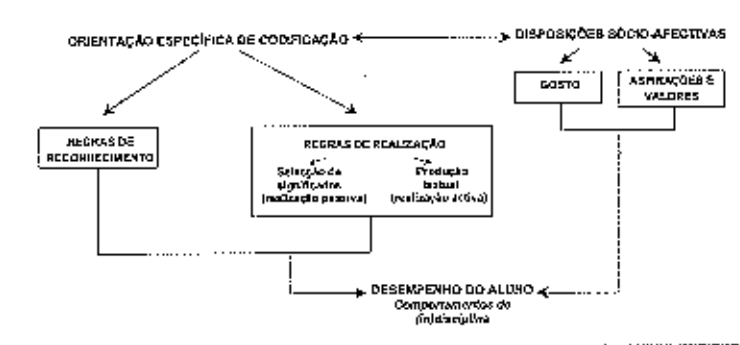 ORIENTAÇÃO ESPECÍFICA DE CODIFICAÇÃO
DISPOSIÇÕES SÓCIO-AFECTIVAS
GOSTO
ASPIRAÇÕES E
VALORES
REGRAS DE
RECONHECIMENTO
REGRAS DE REALIZAÇÃO
Selecção de
significados
(realização passiva)
Produção
textual
(realização activa)
DESEMPENHO DO ALUNO
Comportamentos de
(in)disciplina